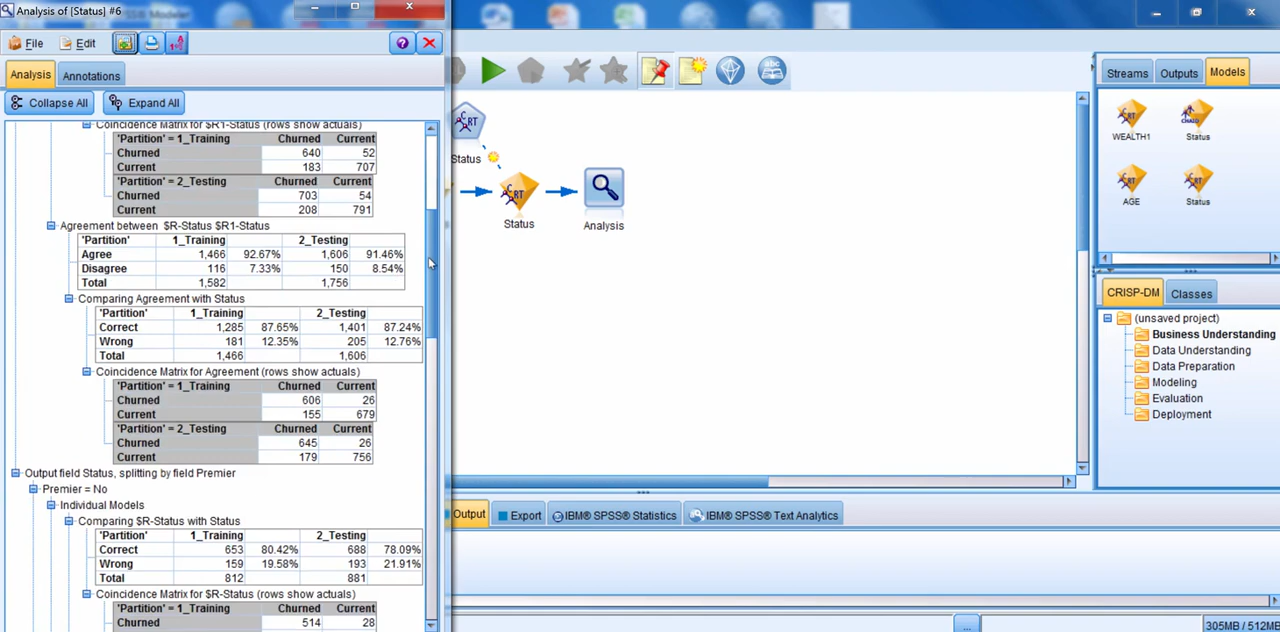 Analysis of [Status] #6
File Edit
Analysis Annotations
Collapse All Expand All
Coincidence Matrix for $R1-Status (rows show actuals)
'Partition' = 1_Training Churned Current
Churned 640 52
Current 183 707
'Partition' = 2_Testing Churned Current
Churned 703 54
Current 208 791
Agreement between $R-Status $R1-Status
'Partition' 1_Training 2_Testing
Agree 1,466 92.67% 1,606 91.46%
Disagree 116 7.33% 150 8.54%
Total 1,582 1,756
Comparing Agreement with Status
'Partition' 1_Training 2_Testing
Correct 1,285 87.65% 1,401 87.24%
Wrong 181 12.35% 205 12.76%
Total 1,466 1,606
Coincidence Matrix for Agreement (rows show actuals)
'Partition' = 1_Training Churned Current
Churned 606 26
Current 155 679
'Partition' = 2_Testing Churned Current
Churned 645 26
Current 179 756
Output field Status, splitting by field Premier
Premier = No
Individual Models
Comparing $R-Status with Status
'Partition' 1_Training 2_Testing
Correct 653 80.42% 688 78.09%
Wrong 159 19.58% 193 21.91%
Total 812 881
Coincidence Matrix for $R-Status (rows show actuals)
'Partition' = 1_Training Churned Current
Churned 514 28
Status
Status
Analysis
Streams Outputs Models
WEALTH1 Status
AGE Status
CRISP-DM Classes
(unsaved project)
Business Understanding
Data Understanding
Data Preparation
Modeling
Evaluation
Deployment
Output Export IBM® SPSS® Statistics IBM® SPSS® Text Analytics
...
305MB / 512MB